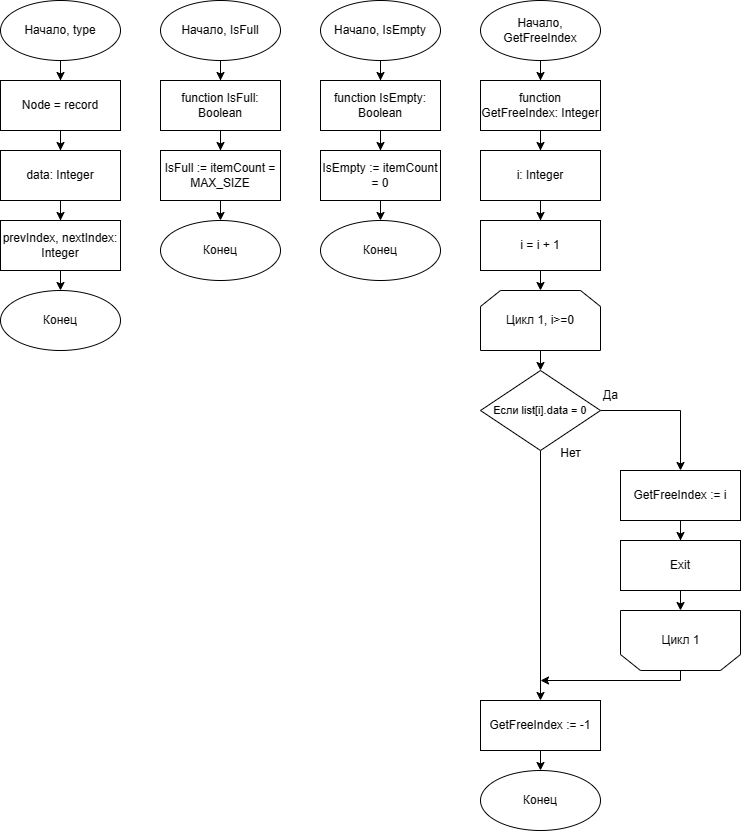 Начало, type
Node = record
data: Integer
prevIndex, nextIndex:
Integer
Конец
Начало, IsFull
function IsFull:
Boolean
IsFull := itemCount =
MAX_SIZE
Конец
Начало, IsEmpty
function IsEmpty:
Boolean
IsEmpty := itemCount
= 0
Конец
Начало,
GetFreeIndex
function
GetFreeIndex: Integer
i: Integer
i = i + 1
Цикл 1, i>=0
Если list[i].data = 0
Да
Нет
GetFreeIndex := i
Exit
Цикл 1
GetFreeIndex := -1
Конец